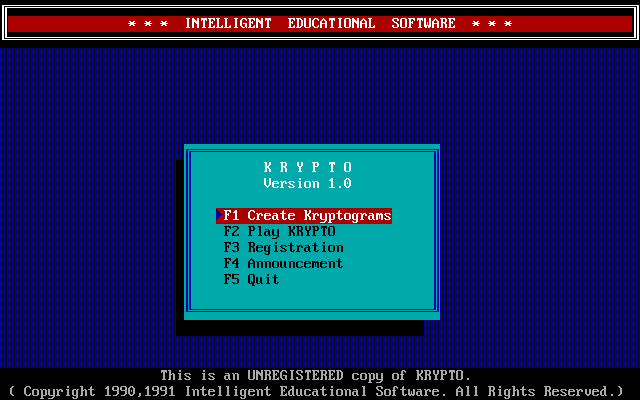 * * * INTELLIGENT EDUCATIONAL SOFTWARE * * *
K R Y P T O
Version 1.0
F1 Create Kryptograms
F2 Play KRYPTO
F3 Registration
F4 Announcement
F5 Quit
This is an UNREGISTERED copy of KRYPTO.
( Copyright 1990,1991 Intelligent Educational Software. All Rights Reserved.)